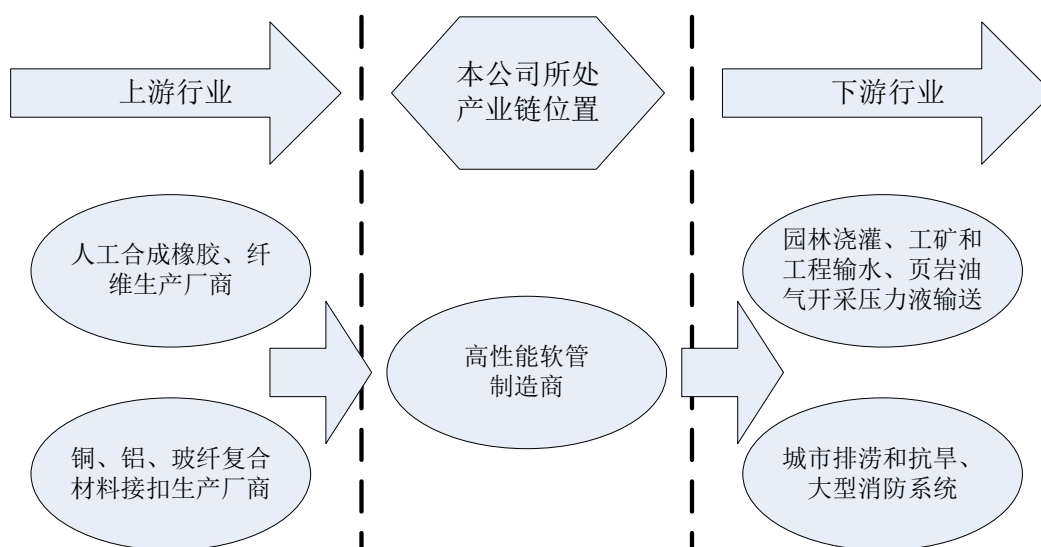 上游行业
本公司所处
产业链位置
下游行业
人工合成橡胶、纤
维生产厂商
园林浇灌、工矿和
工程输水、页岩油
气开采压力液输送
高性能软管
制造商
铜、铝、玻纤复合
材料接扣生产厂商
城市排涝和抗旱、
大型消防系统